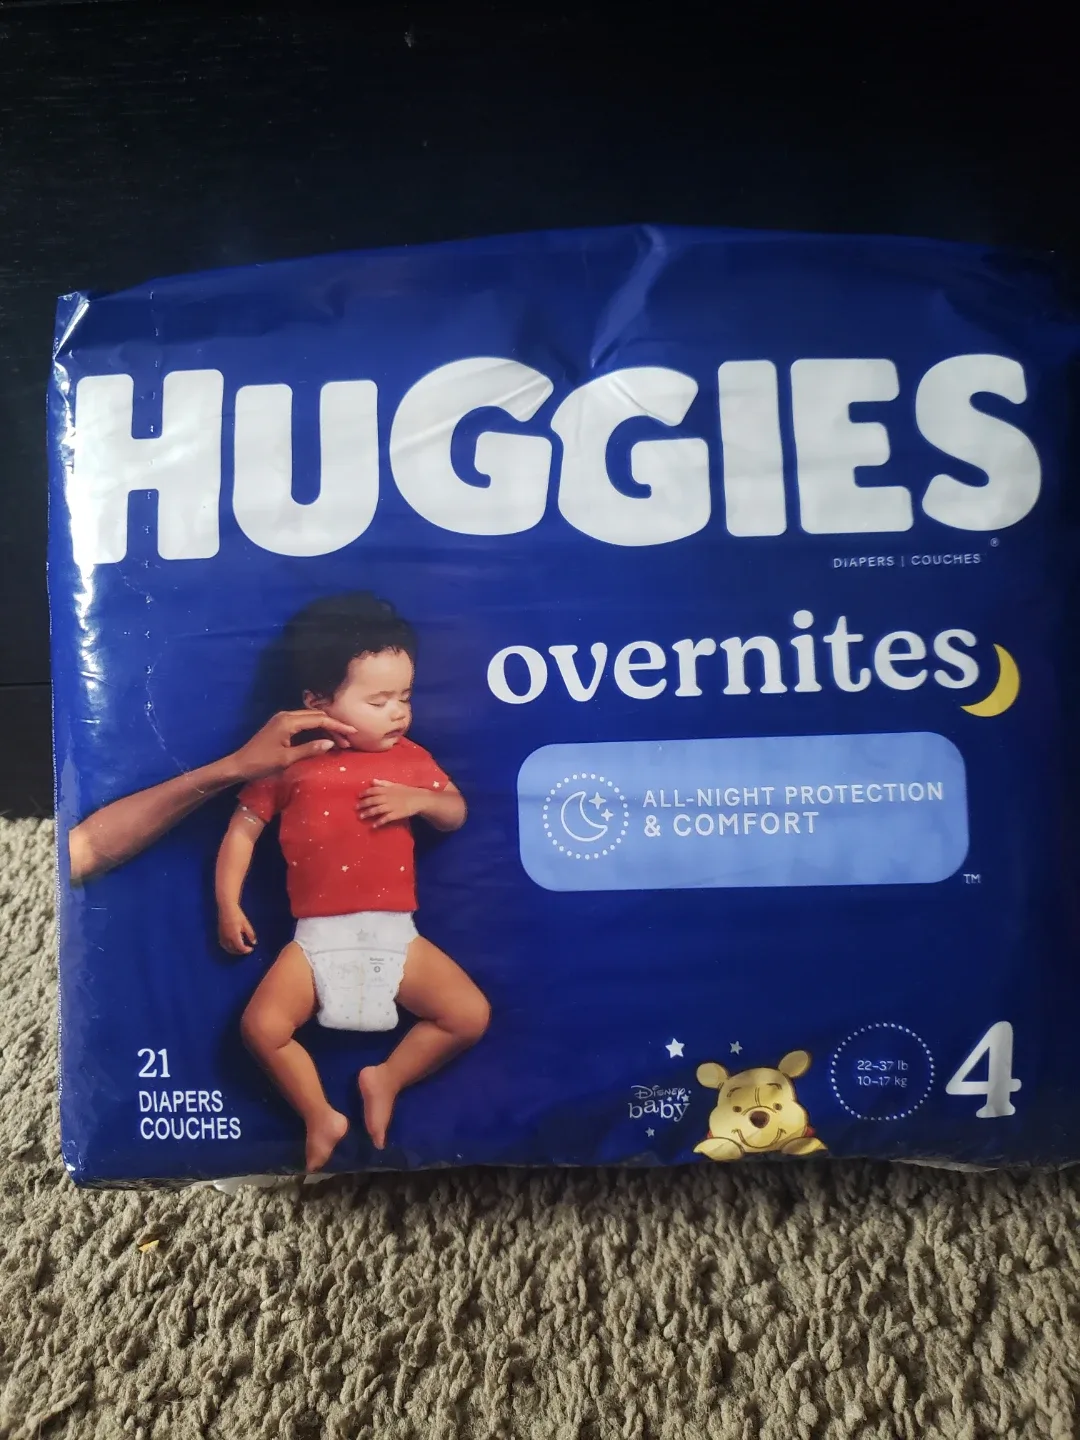 HUGGIES
®
DIAPERS | COUCHES
overnites
ALL-NIGHT PROTECTION
& COMFORT
TM
21
DIAPERS
COUCHES
Disney
baby
22-37 lb
10-17 kg
4